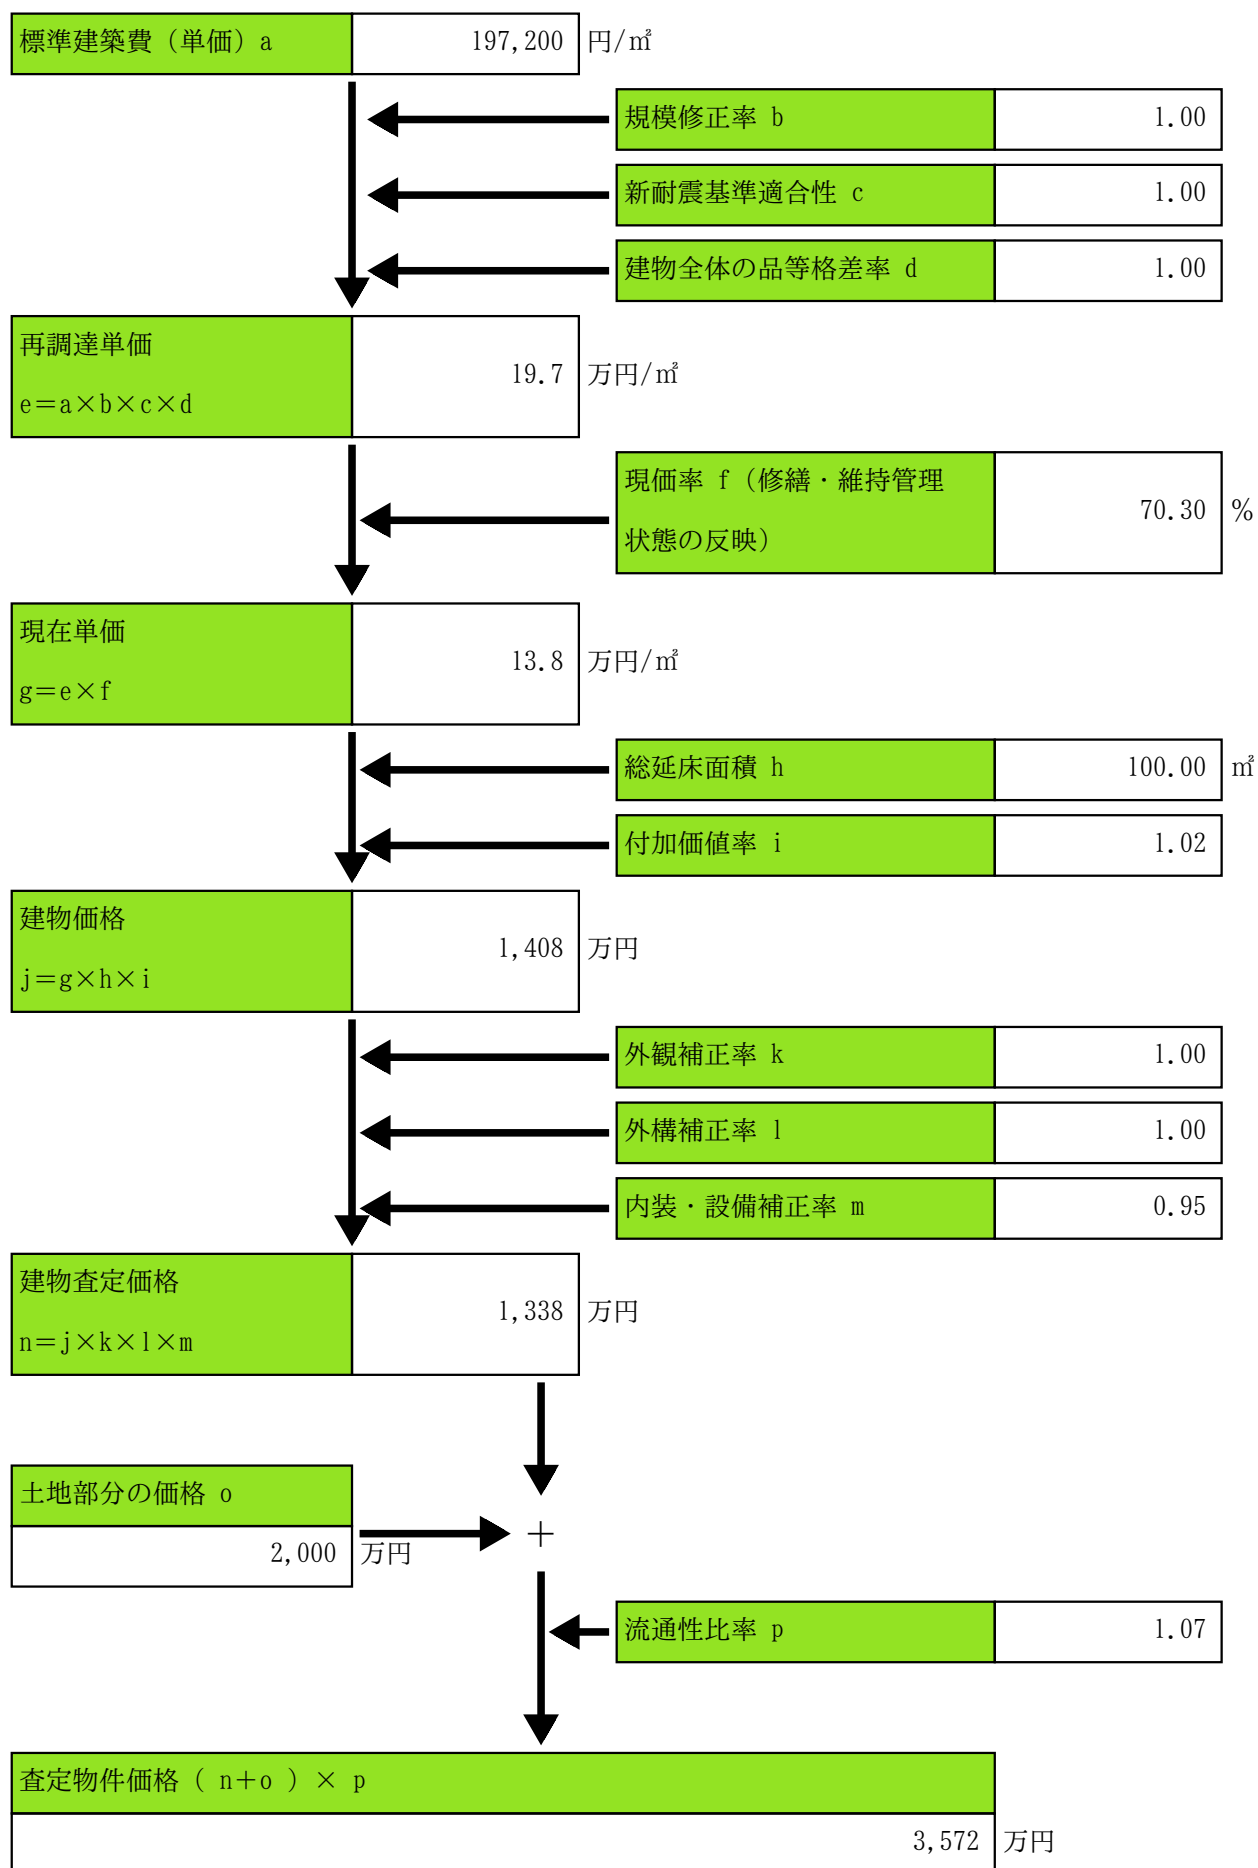 標準建築費（単価）a 197,200 円/㎡
規模修正率 b 1.00
新耐震基準適合性 c 1.00
建物全体の品等格差率 d 1.00
再調達単価
19.7 万円/㎡
e＝a×b×c×d
現価率 f（修繕・維持管理
70.30 %
状態の反映）
現在単価
13.8 万円/㎡
g＝e×f
総延床面積 h 100.00 ㎡
付加価値率 i 1.02
建物価格
1,408 万円
j＝g×h×i
外観補正率 k 1.00
外構補正率 l 1.00
内装・設備補正率 m 0.95
建物査定価格
1,338 万円
n＝j×k×l×m
土地部分の価格 o
＋
2,000 万円
流通性比率 p 1.07
査定物件価格（ n+o ）× p
3,572 万円